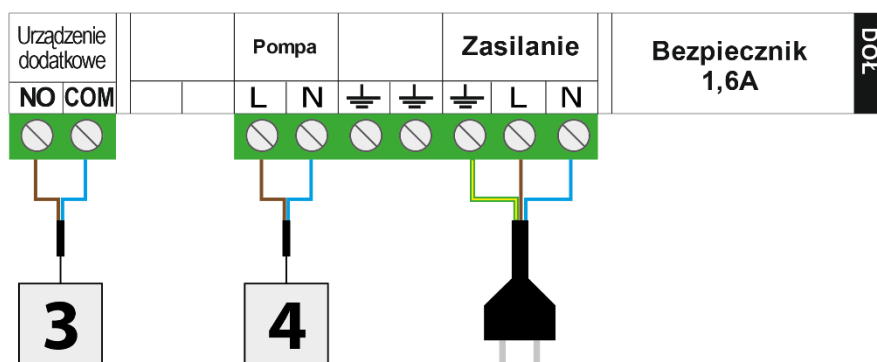 Urządzenie
dodatkowe
Pompa
Zasilanie
Bezpiecznik
1,6A
DÓŁ
NO COM
L N
L N
3
4